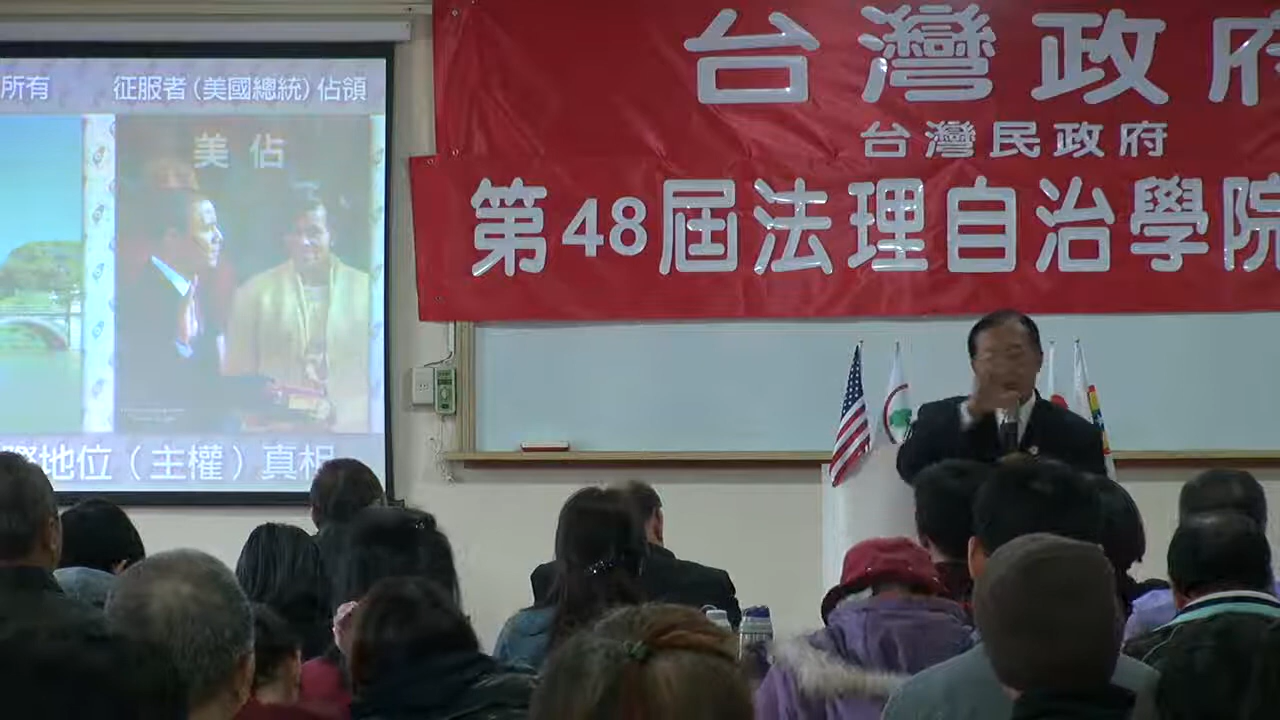 所有
征服者(美國總統)佔領
美佔
地位(主權)真相
台灣政府
台灣民政府
第48屆法理自治學院